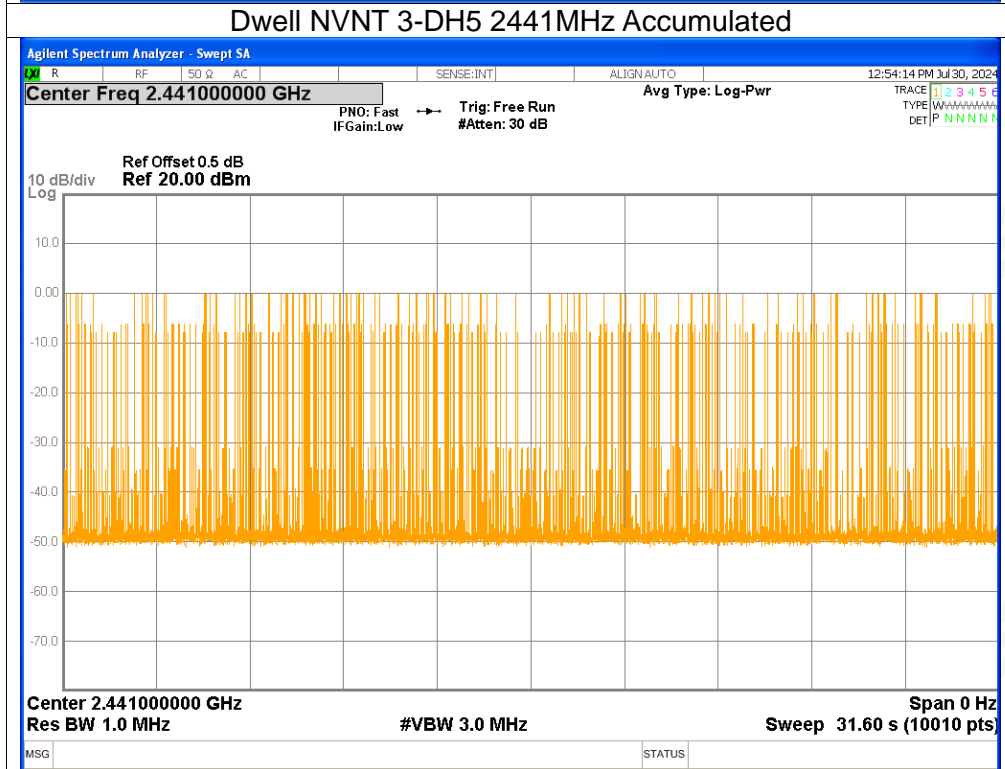 Dwell NVNT 3-DH5 2441MHz Accumulated
Agilent Spectrum Analyzer - Swept SA
LXI R RF 50 Ω AC SENSE:INT ALIGN AUTO 12:54:14 PM Jul 30, 2024
Center Freq 2.441000000 GHz Avg Type: Log-Pwr TRACE 1 2 3 4 5 6
PNO: Fast Trig: Free Run TYPE W
IFGain:Low #Atten: 30 dB DET P N N N N N
Ref Offset 0.5 dB
10 dB/div Ref 20.00 dBm
Log
10.0
0.00
-10.0
-20.0
-30.0
-40.0
-50.0
-60.0
-70.0
Center 2.441000000 GHz Span 0 Hz
Res BW 1.0 MHz #VBW 3.0 MHz Sweep 31.60 s (10010 pts)
MSG STATUS